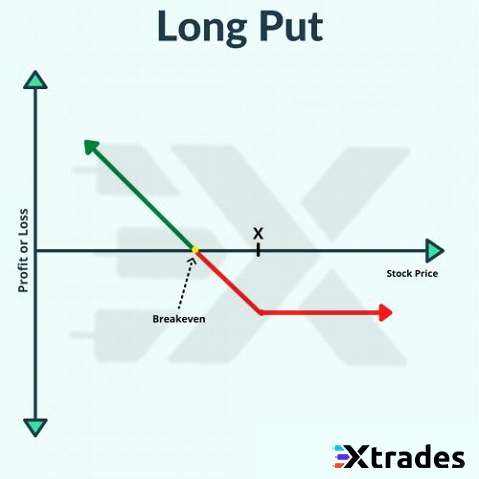 Long Put
Profit or Loss
X
Stock Price
Breakeven
Xtrades